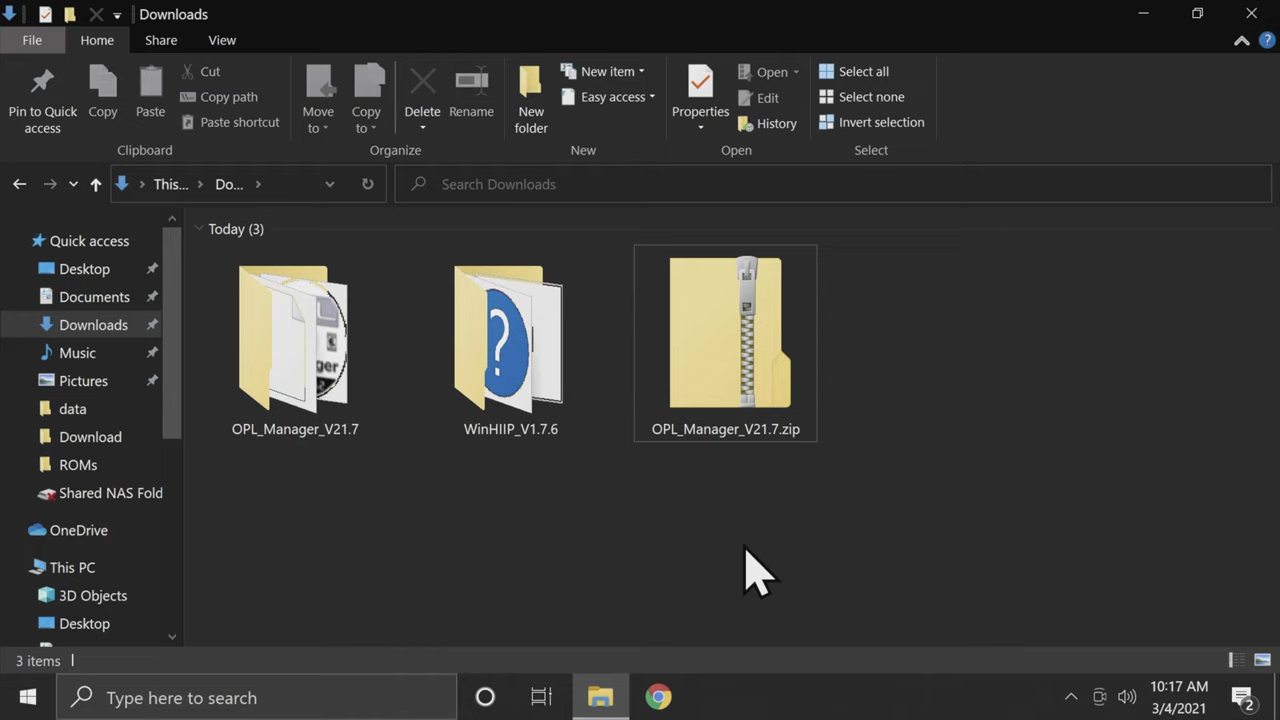 Downloads
File Home Share View
Pin to Quick access
Copy
Paste
Cut
Copy path
Paste shortcut
Clipboard
Move to
Copy to
Delete
Rename
Organize
New folder
New item
Easy access
New
Properties
Open
Edit
History
Open
Select all
Select none
Invert selection
Select
This... Do...
Search Downloads
Quick access
Desktop
Documents
Downloads
Music
Pictures
data
Download
ROMs
Shared NAS Fold
OneDrive
This PC
3D Objects
Desktop
Today (3)
OPL_Manager_V21.7
WinHIIP_V1.7.6
OPL_Manager_V21.7.zip
3 items
Type here to search
10:17 AM
3/4/2021
2